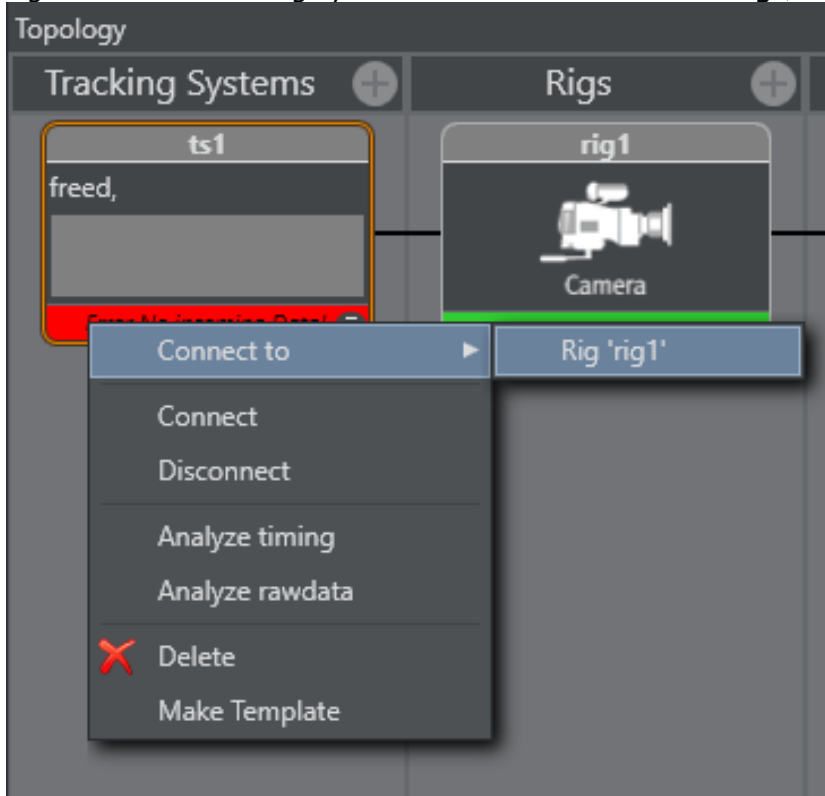 Topology
Tracking Systems
Rigs
ts1
rig1
freed,
Camera
Connect to
Rig 'rig1'
Connect
Disconnect
Analyze timing
Analyze rawdata
Delete
Make Template